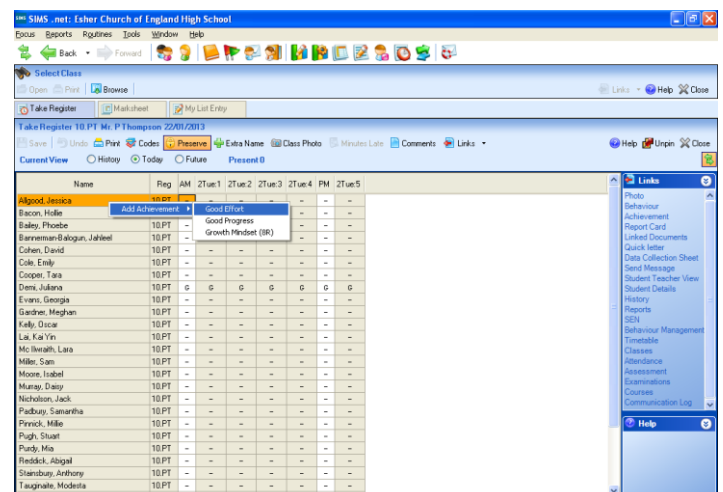 SIMS .net: Esher Church of England High School
Focus Reports Routines Tools Window Help
Back Forward
Select Class
Open Print Browse Links Help Close
Take Register Marksheet My List Entry
Take Register 10.PT Mr. P Thompson 22/01/2013
Save Undo Print Codes Preserve Extra Name Class Photo Minutes Late Comments Links Help Unpin Close
Current View History Today Future Present 0
Name Reg AM 2Tue:1 2Tue:2 2Tue:3 2Tue:4 PM 2Tue:5
Allgood, Jessica 10.PT - - -
Add Achievement Good Effort
Good Progress
Growth Mindset (8R)
Bacon, Hollie - -
Bailey, Phoebe 10.PT - - -
Bannerman-Balogun, Jahleel 10.PT - - -
Cohen, David 10.PT - - - - - - -
Cole, Emily 10.PT - - - - - - -
Cooper, Tara 10.PT - - - - - - -
Demi, Juliana 10.PT G G G G G G G
Evans, Georgia 10.PT - - - - - - -
Gardner, Meghan 10.PT - - - - - - -
Kelly, Oscar 10.PT - - - - - - -
Lai, Kai Yin 10.PT - - - - - - -
Mc Ilwraith, Lara 10.PT - - - - - - -
Miller, Sam 10.PT - - - - - - -
Moore, Isabel 10.PT - - - - - - -
Murray, Daisy 10.PT - - - - - - -
Nicholson, Jack 10.PT - - - - - - -
Padbury, Samantha 10.PT - - - - - - -
Pinnick, Millie 10.PT - - - - - - -
Pugh, Stuart 10.PT - - - - - - -
Purdy, Mia 10.PT - - - - - - -
Reddick, Abigail 10.PT - - - - - - -
Stainsbury, Anthony 10.PT - - - - - - -
Tauginaite, Modesta 10.PT - - - - - - -
Links
Photo
Behaviour
Achievement
Report Card
Linked Documents
Quick letter
Data Collection Sheet
Send Message
Student Teacher View
Student Details
History
Reports
SEN
Behaviour Management
Timetable
Classes
Attendance
Assessment
Examinations
Courses
Communication Log
Help